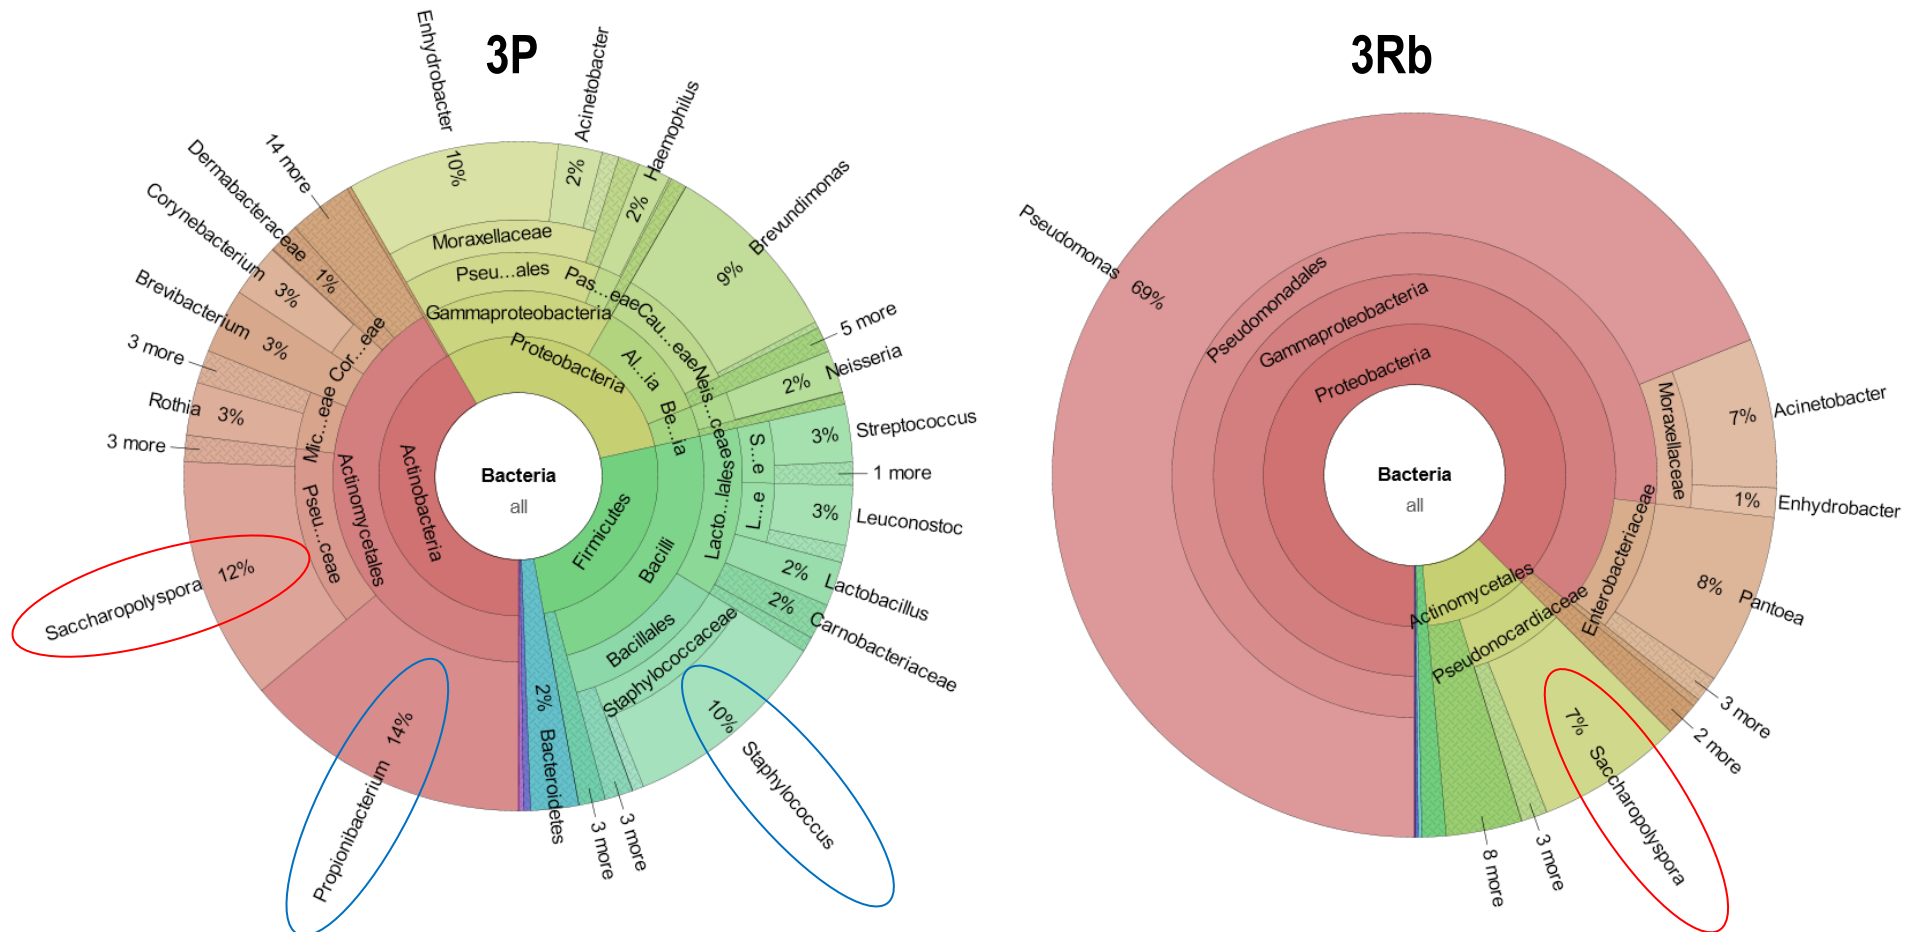 3P
Enhydrobacter
10%
Acinetobacter
2%
Haemophilus
2%
Brevundimonas
9%
5 more
Neisseria
2%
Streptococcus
3%
1 more
Leuconostoc
3%
Lactobacillus
2%
Carnobacteriaceae
2%
Staphylococcus
10%
3 more
3 more
Bacteroidetes
2%
Propionibacterium
14%
Saccharopolyspora
12%
3 more
Rothia
3%
3 more
Brevibacterium
3%
Corynebacterium
3%
Dermabacteraceae
1%
14 more
Moraxellaceae
Pseu...ales
Pas...eae
Gammaproteobacteria
Proteobacteria
Cau...eae
Al...ia
Neis...ceae
Be...ia
S...e
L...e
Lacto...lales
Bacilli
Firmicutes
Bacillales
Staphylococcaceae
Actinobacteria
Actinomycetales
Pseu...ceae
Mic...eae
Cor...eae
Bacteria
all
3Rb
Pseudomonas
69%
Pseudomonadales
Gammaproteobacteria
Proteobacteria
Moraxellaceae
Acinetobacter
7%
Enhydrobacter
1%
Enterobacteriaceae
Pantoea
8%
3 more
2 more
Actinomycetales
Pseudonocardiaceae
Saccharopolyspora
7%
3 more
8 more
Bacteria
all